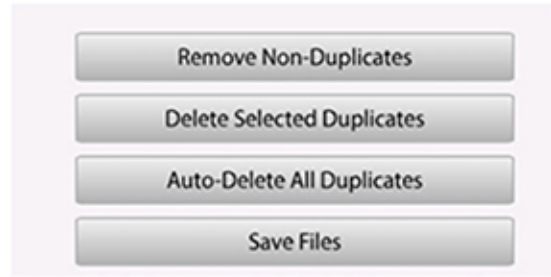 Remove Non-Duplicates
Delete Selected Duplicates
Auto-Delete All Duplicates
Save Files